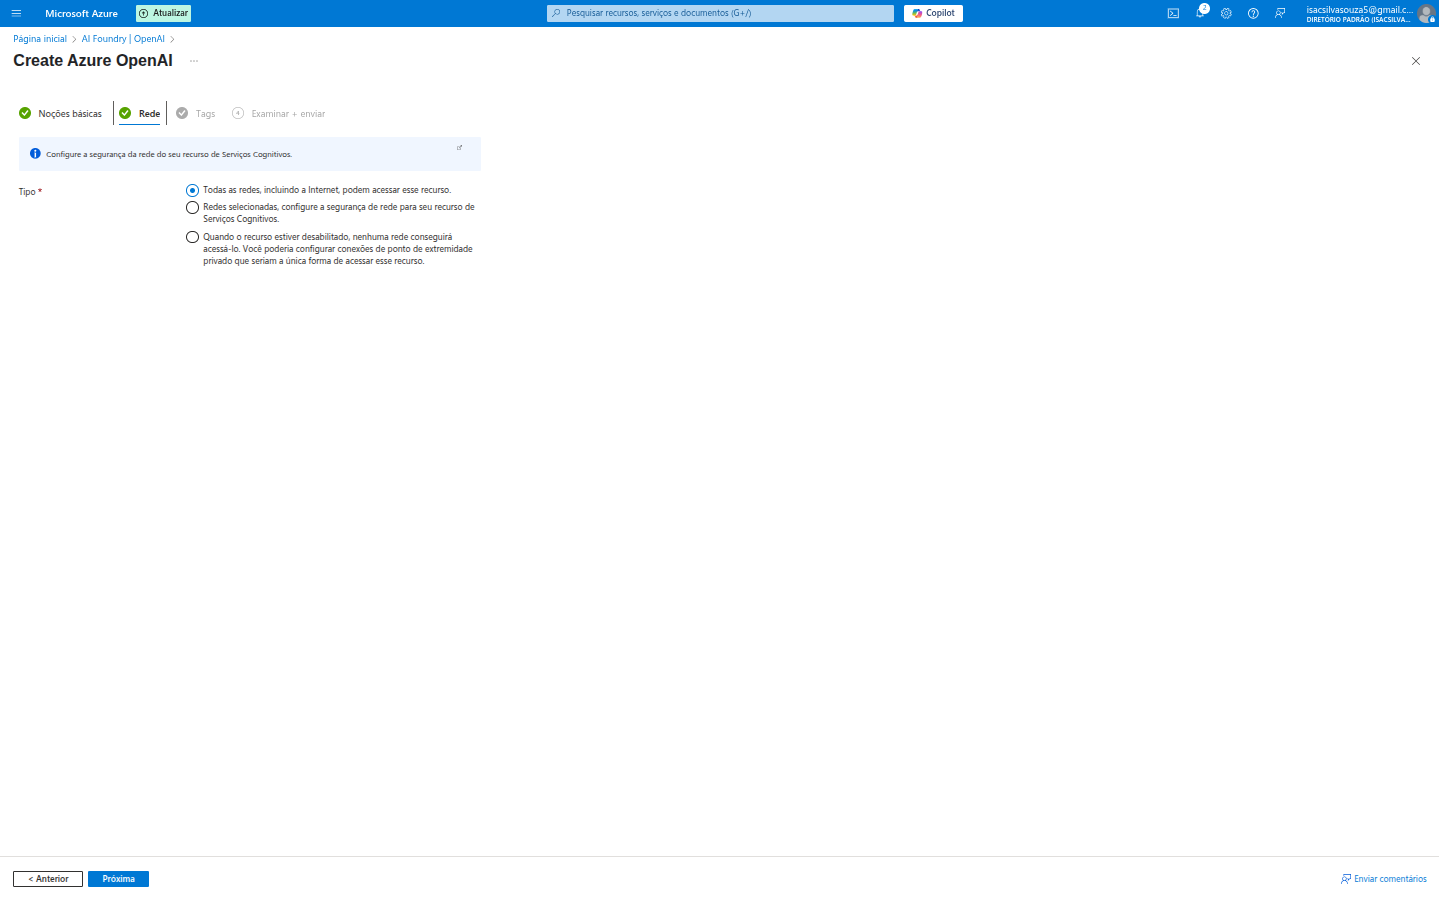 Microsoft Azure
Atualizar
Pesquisar recursos, serviços e documentos (G+/)
Copilot
2
isacsilvasouza5@gmail.c...
DIRETÓRIO PADRÃO (ISACSILVA...
Página inicial > AI Foundry | OpenAI >
Create Azure OpenAI ...
Noções básicas
Rede
Tags
4 Examinar + enviar
Configure a segurança da rede do seu recurso de Serviços Cognitivos.
Tipo *
Todas as redes, incluindo a Internet, podem acessar esse recurso.
Redes selecionadas, configure a segurança de rede para seu recurso de
Serviços Cognitivos.
Quando o recurso estiver desabilitado, nenhuma rede conseguirá
acessá-lo. Você poderia configurar conexões de ponto de extremidade
privado que seriam a única forma de acessar esse recurso.
< Anterior
Próxima
Enviar comentários